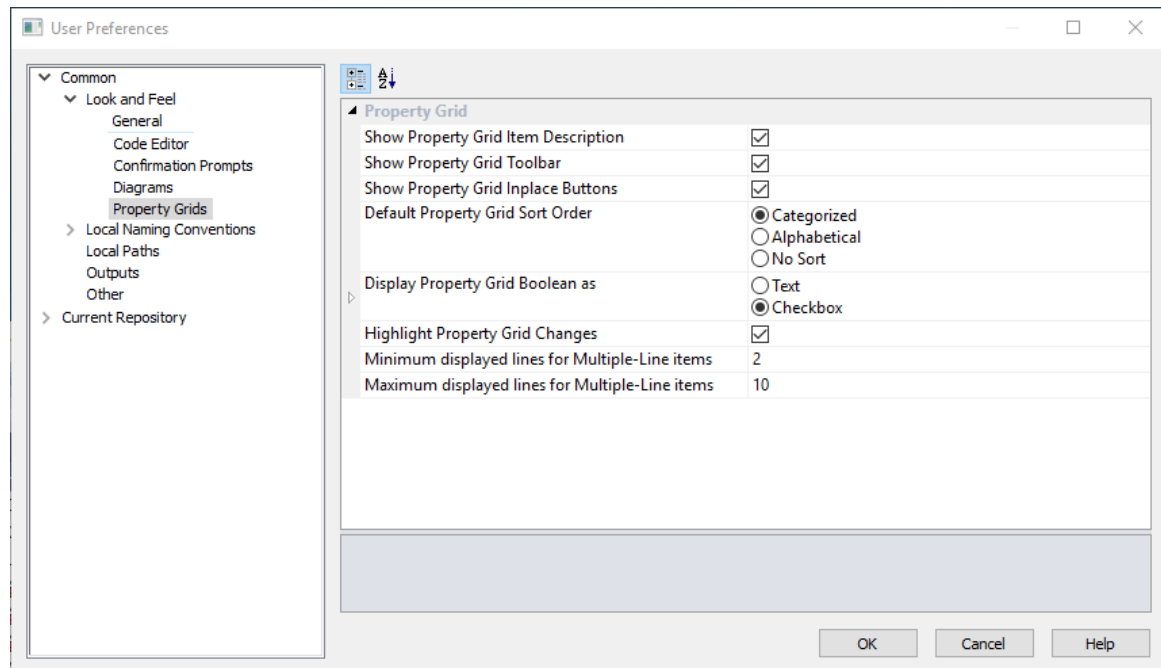 User Preferences
Common
Look and Feel
General
Code Editor
Confirmation Prompts
Diagrams
Property Grids
Local Naming Conventions
Local Paths
Outputs
Other
Current Repository
Property Grid
Show Property Grid Item Description
Show Property Grid Toolbar
Show Property Grid Inplace Buttons
Default Property Grid Sort Order
Categorized
Alphabetical
No Sort
Display Property Grid Boolean as
Text
Checkbox
Highlight Property Grid Changes
Minimum displayed lines for Multiple-Line items 2
Maximum displayed lines for Multiple-Line items 10
OK Cancel Help